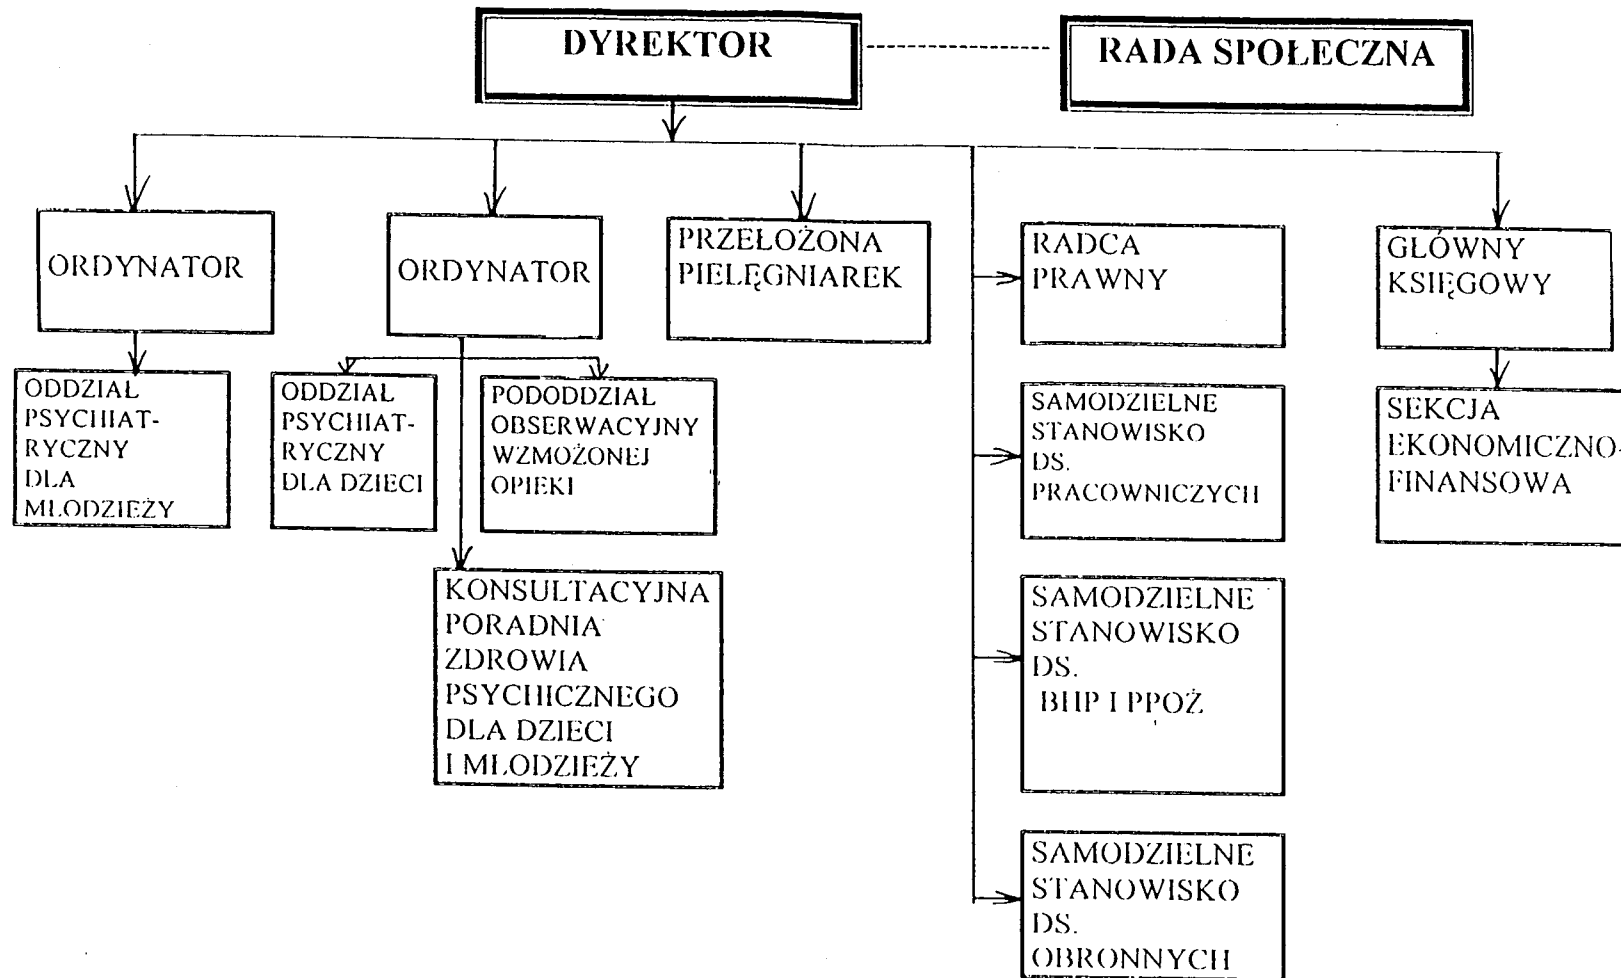 DYREKTOR
RADA SPOŁECZNA
ORDYNATOR
ORDYNATOR
PRZEŁOŻONA
PIELĘGNIAREK
RADCA
PRAWNY
GŁÓWNY
KSIĘGOWY
ODDZIAŁ
PSYCHIAT-
RYCZNY
DLA
MŁODZIEŻY
ODDZIAŁ
PSYCHIAT-
RYCZNY
DLA DZIECI
PODODDZIAŁ
OBSERWACYJNY
WZMOŻONEJ
OPIEKI
SAMODZIELNE
STANOWISKO
DS.
PRACOWNICZYCH
SEKCJA
EKONOMICZNO-
FINANSOWA
KONSULTACYJNA
PORADNIA
ZDROWIA
PSYCHICZNEGO
DLA DZIECI
I MŁODZIEŻY
SAMODZIELNE
STANOWISKO
DS.
BHP I PPOŻ
SAMODZIELNE
STANOWISKO
DS.
OBRONNYCH